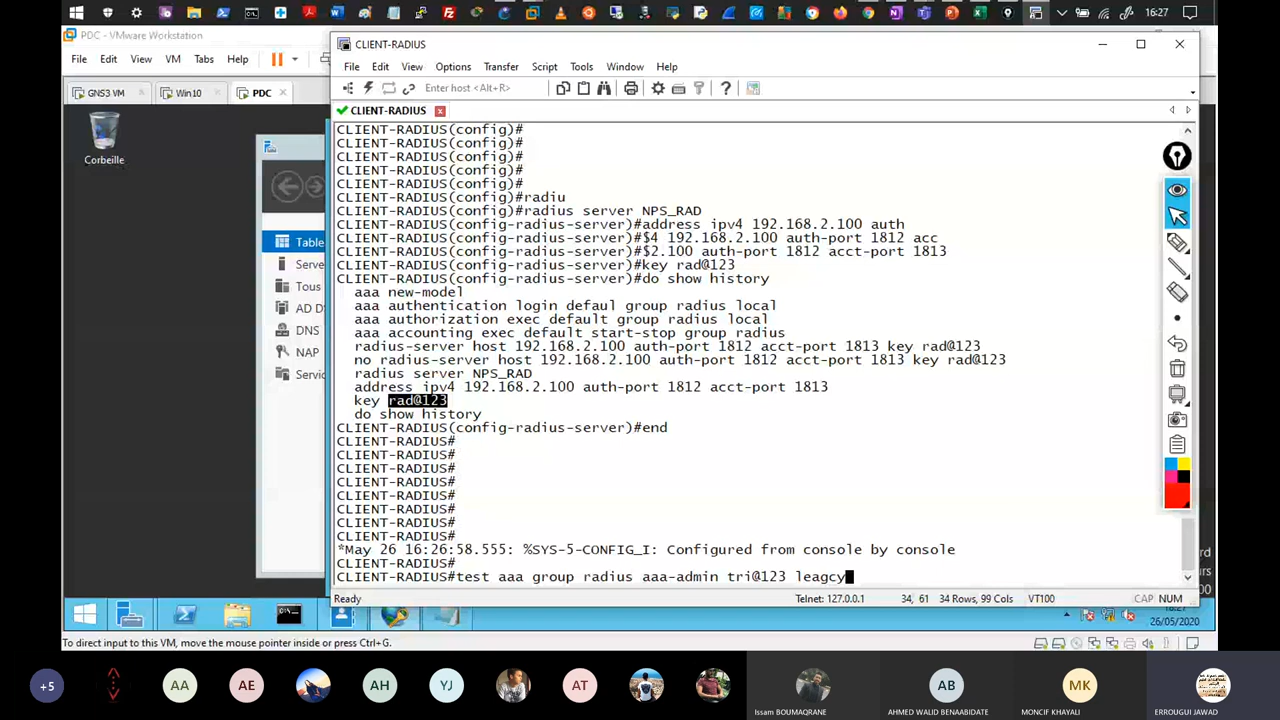 16:27
PDC - VMware Workstation
File Edit View VM Tabs Help
GNS3 VM
Win10
PDC
Corbeille
Table
Serve
Tous
AD D
DNS
NAP
Servic
CLIENT-RADIUS
File Edit View Options Transfer Script Tools Window Help
Enter host <Alt+R>
CLIENT-RADIUS
CLIENT-RADIUS(config)#
CLIENT-RADIUS(config)#
CLIENT-RADIUS(config)#
CLIENT-RADIUS(config)#
CLIENT-RADIUS(config)#
CLIENT-RADIUS(config)#radiu
CLIENT-RADIUS(config)#radius server NPS_RAD
CLIENT-RADIUS(config-radius-server)#address ipv4 192.168.2.100 auth
CLIENT-RADIUS(config-radius-server)#$4 192.168.2.100 auth-port 1812 acc
CLIENT-RADIUS(config-radius-server)#$2.100 auth-port 1812 acct-port 1813
CLIENT-RADIUS(config-radius-server)#key rad@123
CLIENT-RADIUS(config-radius-server)#do show history
aaa new-model
aaa authentication login defaul group radius local
aaa authorization exec default group radius local
aaa accounting exec default start-stop group radius
radius-server host 192.168.2.100 auth-port 1812 acct-port 1813 key rad@123
no radius-server host 192.168.2.100 auth-port 1812 acct-port 1813 key rad@123
radius server NPS_RAD
address ipv4 192.168.2.100 auth-port 1812 acct-port 1813
key rad@123
do show history
CLIENT-RADIUS(config-radius-server)#end
CLIENT-RADIUS#
CLIENT-RADIUS#
CLIENT-RADIUS#
CLIENT-RADIUS#
CLIENT-RADIUS#
CLIENT-RADIUS#
CLIENT-RADIUS#
CLIENT-RADIUS#
*May 26 16:26:58.555: %SYS-5-CONFIG_I: Configured from console by console
CLIENT-RADIUS#
CLIENT-RADIUS#test aaa group radius aaa-admin tri@123 leagcy
Ready
Telnet: 127.0.0.1 34, 61 34 Rows, 99 Cols VT100 CAP NUM
26/05/2020
To direct input to this VM, move the mouse pointer inside or press Ctrl+G.
+5 AA AE AH YJ AT AB MK
Issam BOUMAQRANE
AHMED WALID BENAABIDATE
MONCIF KHAYALI
ERROUGUI JAWAD